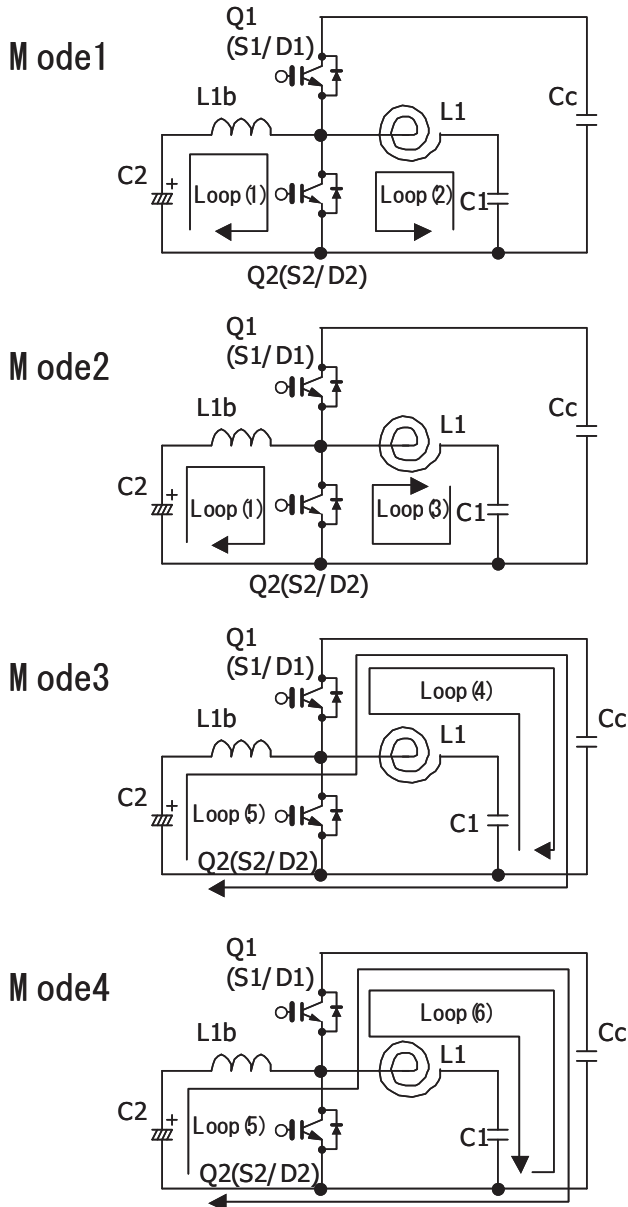 Q1
(S1/D1)
Mode1
L1b
L1
Cc
C2
+
Loop(1)
Loop(2)
C1
Q2(S2/D2)
Q1
(S1/D1)
Mode2
L1b
L1
Cc
C2
+
Loop(1)
Loop(3)
C1
Q2(S2/D2)
Q1
(S1/D1)
Mode3
Loop(4)
L1b
L1
Cc
C2
+
Loop(5)
C1
Q2(S2/D2)
Q1
(S1/D1)
Mode4
Loop(6)
L1b
L1
Cc
C2
+
Loop(5)
C1
Q2(S2/D2)